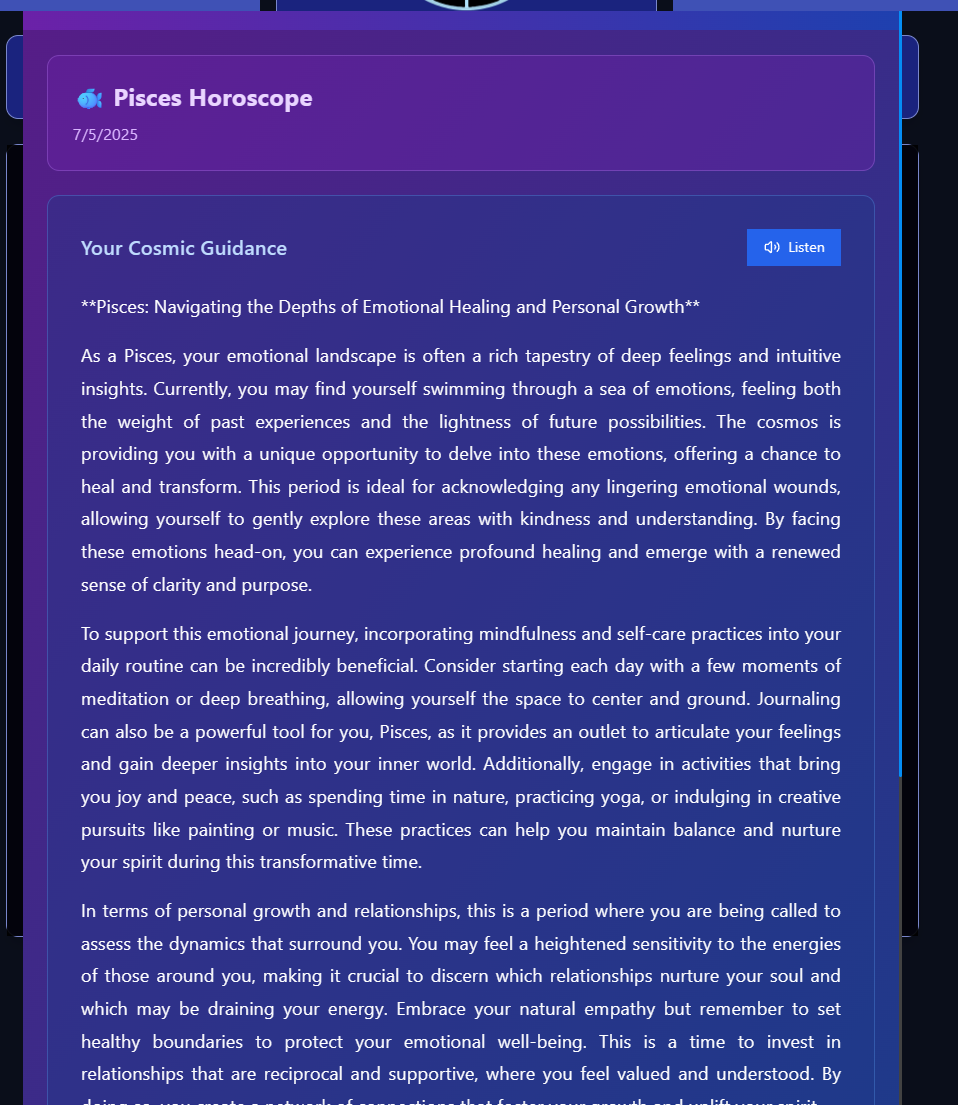 Pisces Horoscope
7/5/2025
Your Cosmic Guidance
Listen
**Pisces: Navigating the Depths of Emotional Healing and Personal Growth**
As a Pisces, your emotional landscape is often a rich tapestry of deep feelings and intuitive
insights. Currently, you may find yourself swimming through a sea of emotions, feeling both
the weight of past experiences and the lightness of future possibilities. The cosmos is
providing you with a unique opportunity to delve into these emotions, offering a chance to
heal and transform. This period is ideal for acknowledging any lingering emotional wounds,
allowing yourself to gently explore these areas with kindness and understanding. By facing
these emotions head-on, you can experience profound healing and emerge with a renewed
sense of clarity and purpose.
To support this emotional journey, incorporating mindfulness and self-care practices into your
daily routine can be incredibly beneficial. Consider starting each day with a few moments of
meditation or deep breathing, allowing yourself the space to center and ground. Journaling
can also be a powerful tool for you, Pisces, as it provides an outlet to articulate your feelings
and gain deeper insights into your inner world. Additionally, engage in activities that bring
you joy and peace, such as spending time in nature, practicing yoga, or indulging in creative
pursuits like painting or music. These practices can help you maintain balance and nurture
your spirit during this transformative time.
In terms of personal growth and relationships, this is a period where you are being called to
assess the dynamics that surround you. You may feel a heightened sensitivity to the energies
of those around you, making it crucial to discern which relationships nurture your soul and
which may be draining your energy. Embrace your natural empathy but remember to set
healthy boundaries to protect your emotional well-being. This is a time to invest in
relationships that are reciprocal and supportive, where you feel valued and understood. By
doing so, you create a network of connections that foster your growth and uplift your spirit.